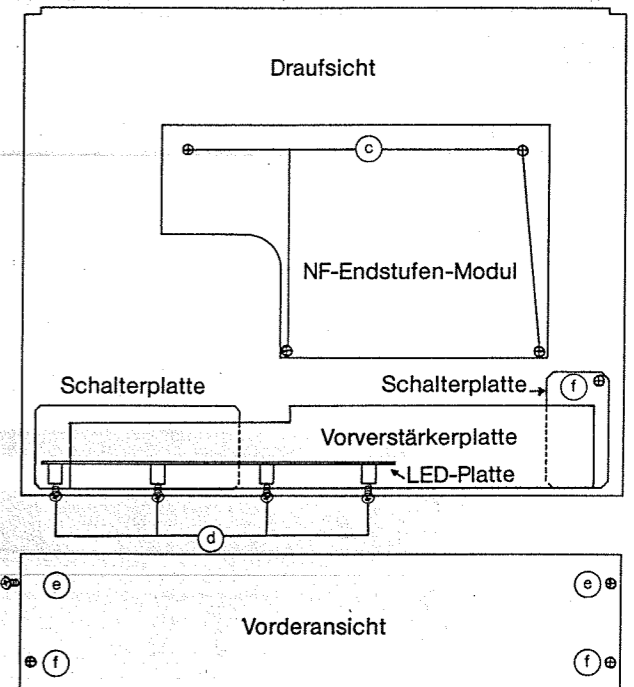 Draufsicht
c
NF-Endstufen-Modul
Schalterplatte
Schalterplatte
f
Vorverstärkerplatte
LED-Platte
d
e
e
Vorderansicht
f
f